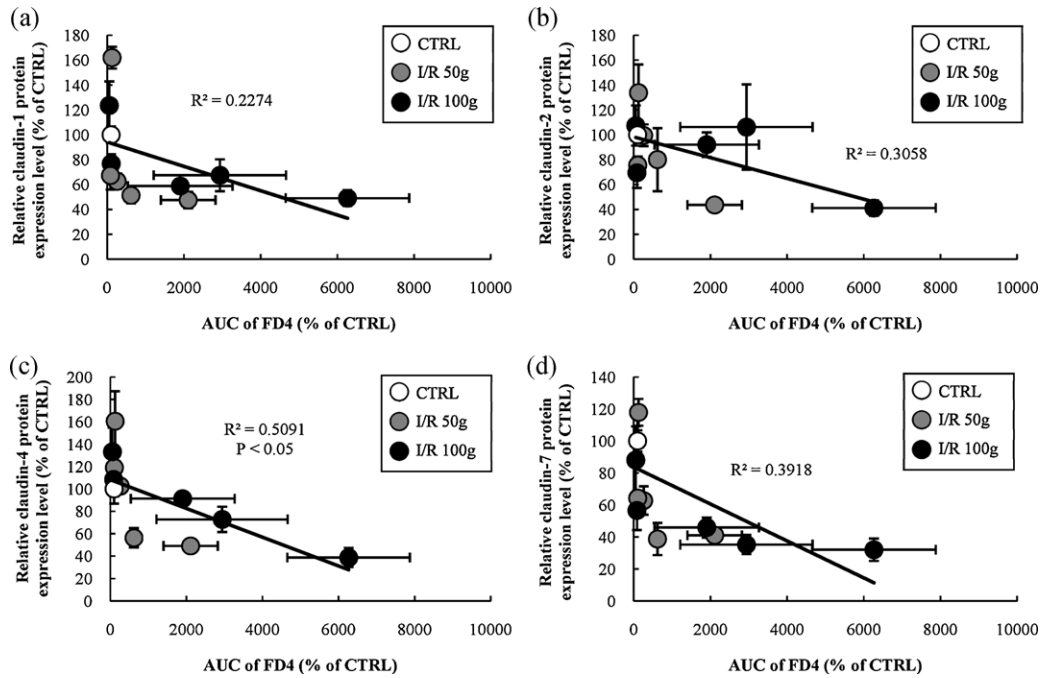 (a)
Relative claudin-1 protein
expression level (% of CTRL)
180
160
140
120
100
80
60
40
20
0
CTRL
I/R 50g
I/R 100g
R² = 0.2274
0 2000 4000 6000 8000 10000
AUC of FD4 (% of CTRL)
(b)
Relative claudin-2 protein
expression level (% of CTRL)
180
160
140
120
100
80
60
40
20
0
CTRL
I/R 50g
I/R 100g
R² = 0.3058
0 2000 4000 6000 8000 10000
AUC of FD4 (% of CTRL)
(c)
Relative claudin-4 protein
expression level (% of CTRL)
200
180
160
140
120
100
80
60
40
20
0
CTRL
I/R 50g
I/R 100g
R² = 0.5091
P < 0.05
0 2000 4000 6000 8000 10000
AUC of FD4 (% of CTRL)
(d)
Relative claudin-7 protein
expression level (% of CTRL)
140
120
100
80
60
40
20
0
CTRL
I/R 50g
I/R 100g
R² = 0.3918
0 2000 4000 6000 8000 10000
AUC of FD4 (% of CTRL)